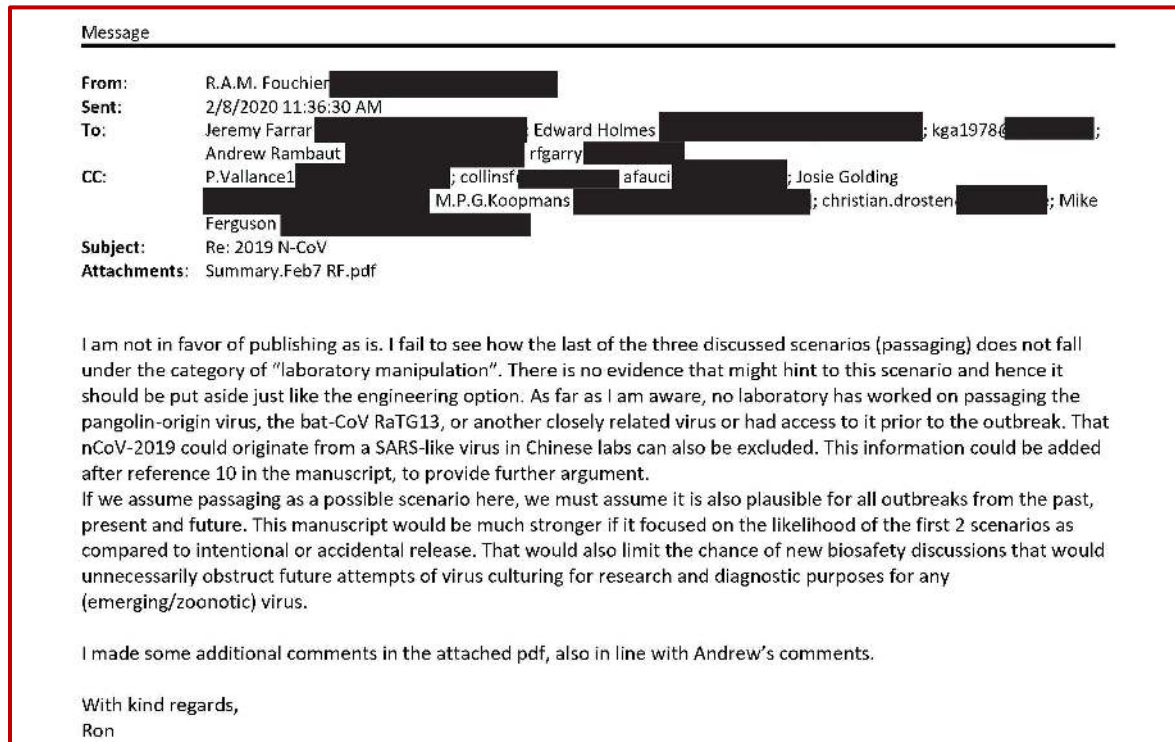 Message
From: R.A.M. Fouchier
Sent: 2/8/2020 11:36:30 AM
To: Jeremy Farrar ; Edward Holmes ; kga1978@ ;
Andrew Rambaut rfgarry
CC: P.Vallance1 ; collinsf afauci ; Josie Golding
M.P.G.Koopmans ; christian.drosten ; Mike
Ferguson
Subject: Re: 2019 N-CoV
Attachments: Summary.Feb7 RF.pdf
I am not in favor of publishing as is. I fail to see how the last of the three discussed scenarios (passaging) does not fall
under the category of "laboratory manipulation". There is no evidence that might hint to this scenario and hence it
should be put aside just like the engineering option. As far as I am aware, no laboratory has worked on passaging the
pangolin-origin virus, the bat-CoV RaTG13, or another closely related virus or had access to it prior to the outbreak. That
nCoV-2019 could originate from a SARS-like virus in Chinese labs can also be excluded. This information could be added
after reference 10 in the manuscript, to provide further argument.
If we assume passaging as a possible scenario here, we must assume it is also plausible for all outbreaks from the past,
present and future. This manuscript would be much stronger if it focused on the likelihood of the first 2 scenarios as
compared to intentional or accidental release. That would also limit the chance of new biosafety discussions that would
unnecessarily obstruct future attempts of virus culturing for research and diagnostic purposes for any
(emerging/zoonotic) virus.
I made some additional comments in the attached pdf, also in line with Andrew's comments.
With kind regards,
Ron